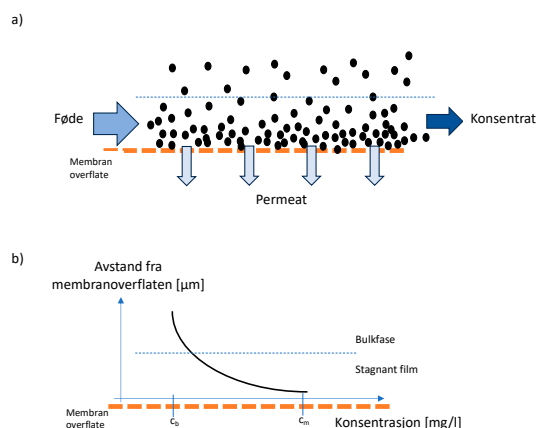 a)
Føde
Konsentrat
Membran
overflate
Permeat
b)
Avstand fra
membranoverflaten [µm]
Bulkfase
Stagnant film
Membran
overflate
c_b
c_m
Konsentrasjon [mg/l]